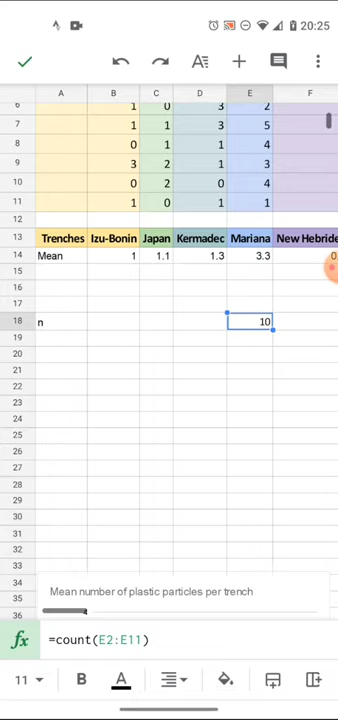 20:25
A B C D E F
6 1 0 3 2
7 1 1 3 5
8 0 1 1 4
9 3 2 1 3
10 0 2 0 4
11 1 0 1 1
12
13 Trenches Izu-Bonin Japan Kermadec Mariana New Hebride
14 Mean 1 1.1 1.3 3.3 0
15
16
17
18 n 10
19
20
21
22
23
24
25
26
27
28
29
30
31
32
33
34
35
36
Mean number of plastic particles per trench
fx =count(E2:E11)
11 B A